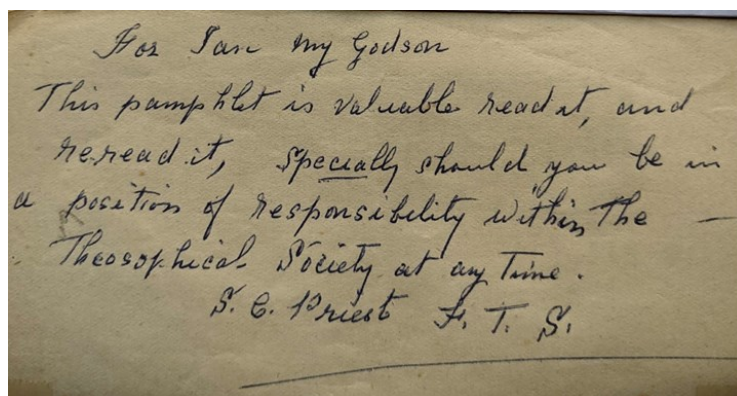 For Ian my Godson
This pamphlet is valuable read it, and
re-read it, specially should you be in
a position of responsibility within The —
Theosophical Society at any Time.
S. C. Priest F. T. S.